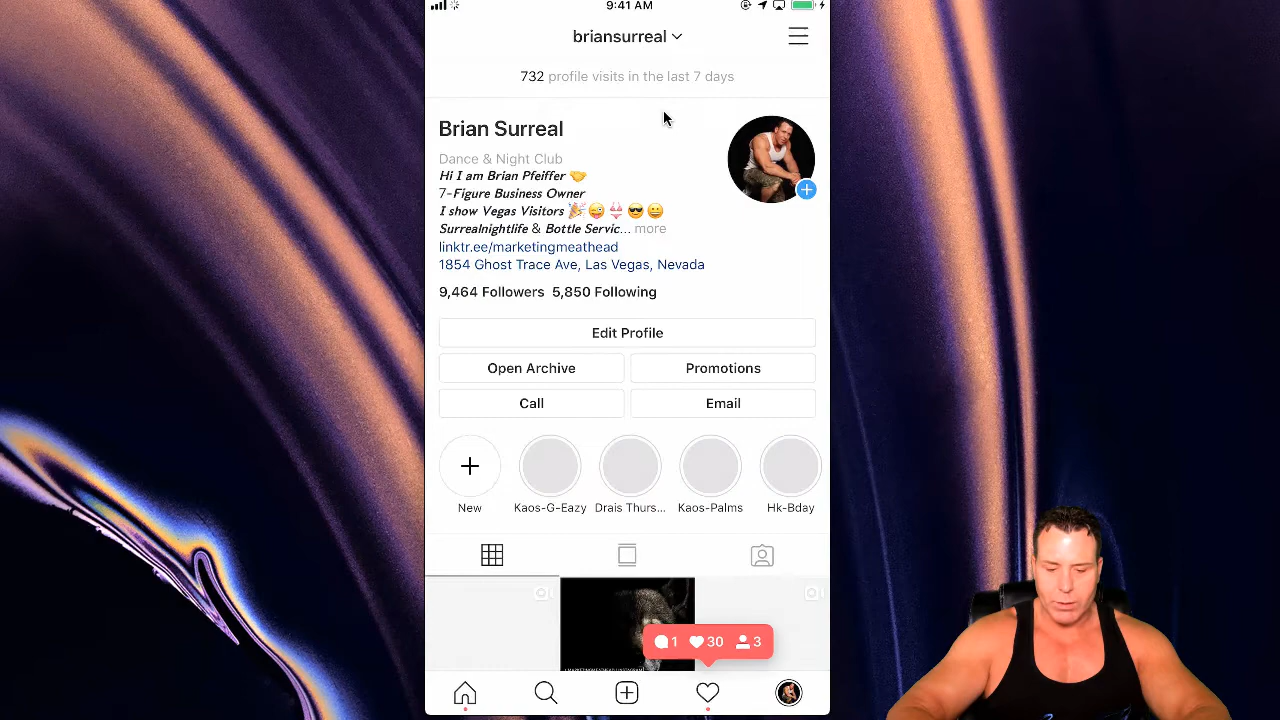 9:41 AM
briansurreal
732 profile visits in the last 7 days
Brian Surreal
Dance & Night Club
Hi I am Brian Pfeiffer 🤝
7-Figure Business Owner
I show Vegas Visitors 🎉😜👙😎😀
Surrealnightlife & Bottle Servic... more
linktr.ee/marketingmeathead
1854 Ghost Trace Ave, Las Vegas, Nevada
9,464 Followers 5,850 Following
Edit Profile
Open Archive Promotions
Call Email
New Kaos-G-Eazy Drais Thurs... Kaos-Palms Hk-Bday
1 30 3